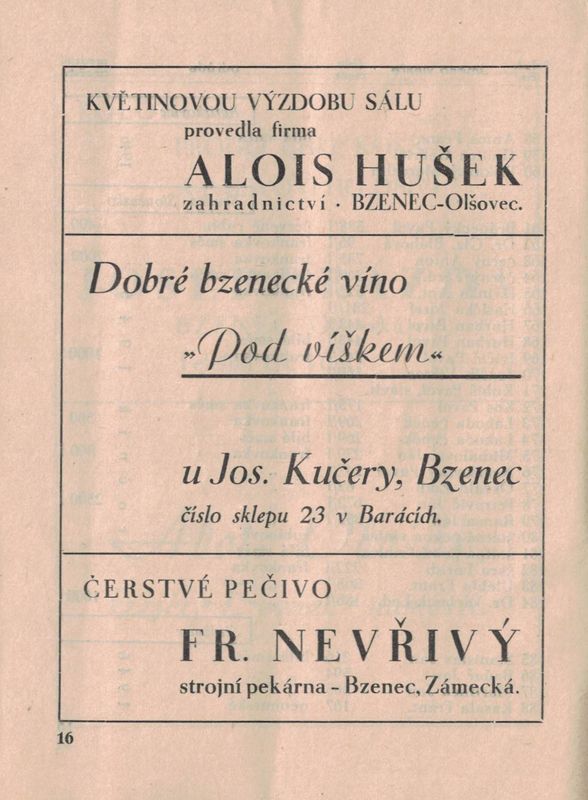 KVĚTINOVOU VÝZDOBU SÁLU
provedla firma
ALOIS HUŠEK
zahradnictví · BZENEC-Olšovec.
Dobré bzenecké víno
„Pod víškem“
u Jos. Kučery, Bzenec
číslo sklepu 23 v Barácích.
ČERSTVÉ PEČIVO
FR. NEVŘIVÝ
strojní pekárna - Bzenec, Zámecká.
16